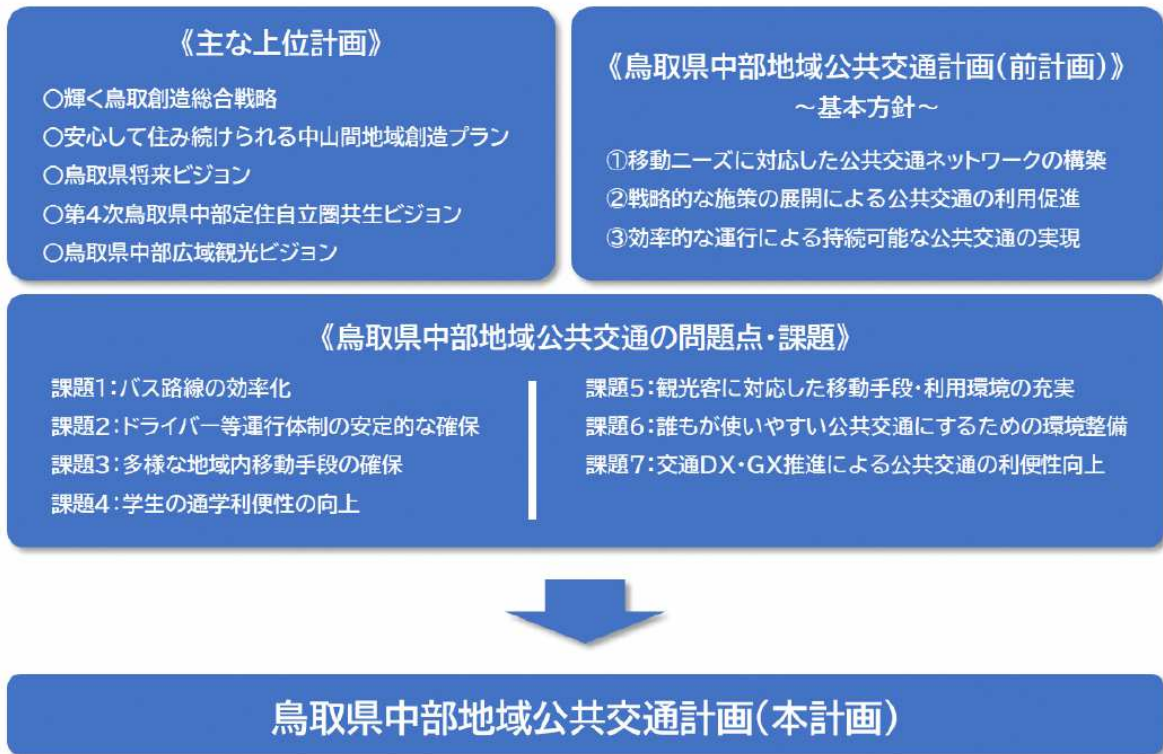 《主な上位計画》
○輝く鳥取創造総合戦略
○安心して住み続けられる中山間地域創造プラン
○鳥取県将来ビジョン
○第4次鳥取県中部定住自立圏共生ビジョン
○鳥取県中部広域観光ビジョン
《鳥取県中部地域公共交通計画(前計画)》
～基本方針～
①移動ニーズに対応した公共交通ネットワークの構築
②戦略的な施策の展開による公共交通の利用促進
③効率的な運行による持続可能な公共交通の実現
《鳥取県中部地域公共交通の問題点・課題》
課題1:バス路線の効率化
課題2:ドライバー等運行体制の安定的な確保
課題3:多様な地域内移動手段の確保
課題4:学生の通学利便性の向上
課題5:観光客に対応した移動手段・利用環境の充実
課題6:誰もが使いやすい公共交通にするための環境整備
課題7:交通DX・GX推進による公共交通の利便性向上
鳥取県中部地域公共交通計画(本計画)